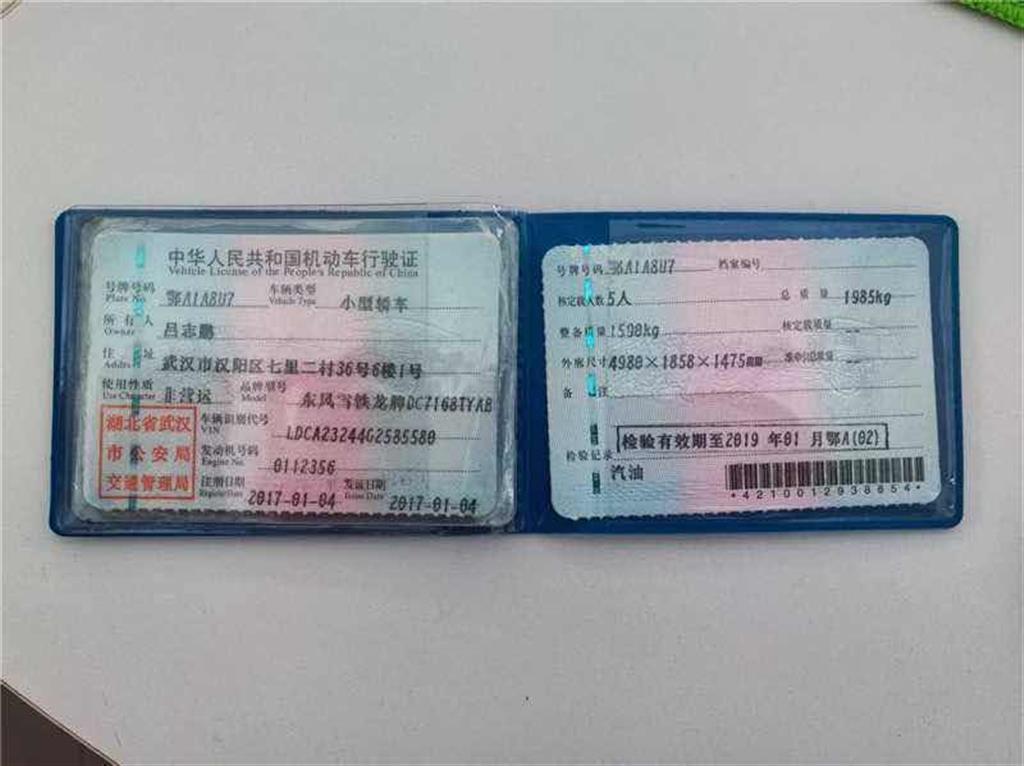 中华人民共和国机动车行驶证
Vehicle License of the People's Republic of China
号牌号码 鄂A1A8U7 车辆类型 小型轿车
Plate No. Vehicle Type
所有人 吕志鹏
Owner
住址 武汉市汉阳区七里二村36号6楼1号
Address
使用性质 非营运 品牌型号 东风雪铁龙牌DC7168TYAB
Use Character Model
湖北省武汉
市公安局
交通管理局
车辆识别代号 LDCA23244G2585580
VIN
发动机号码 0112356
Engine No.
注册日期 2017-01-04 发证日期 2017-01-04
Register Date Issue Date
号牌号码 鄂A1A8U7 档案编号
核定载人数 5人 总质量 1985kg
整备质量 1590kg 核定载质量 --
外廓尺寸 4980×1858×1475 --
备注
检验有效期至2019 年01 月鄂A(02)
检验记录
汽油
*4210012938654*